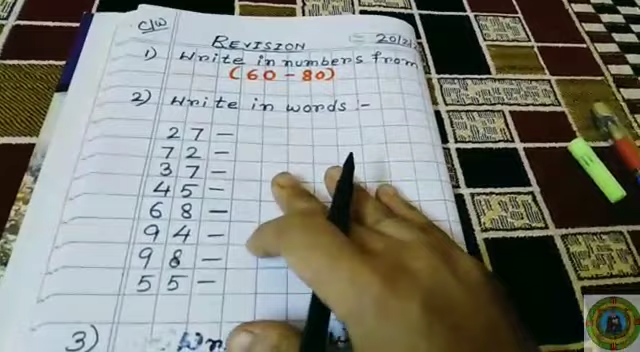 C/W
REVISION
1) Write in numbers from
(60 - 80)
2) Write in words :-
27 -
72 -
37 -
45 -
68 -
94 -
98 -
55 -
3)